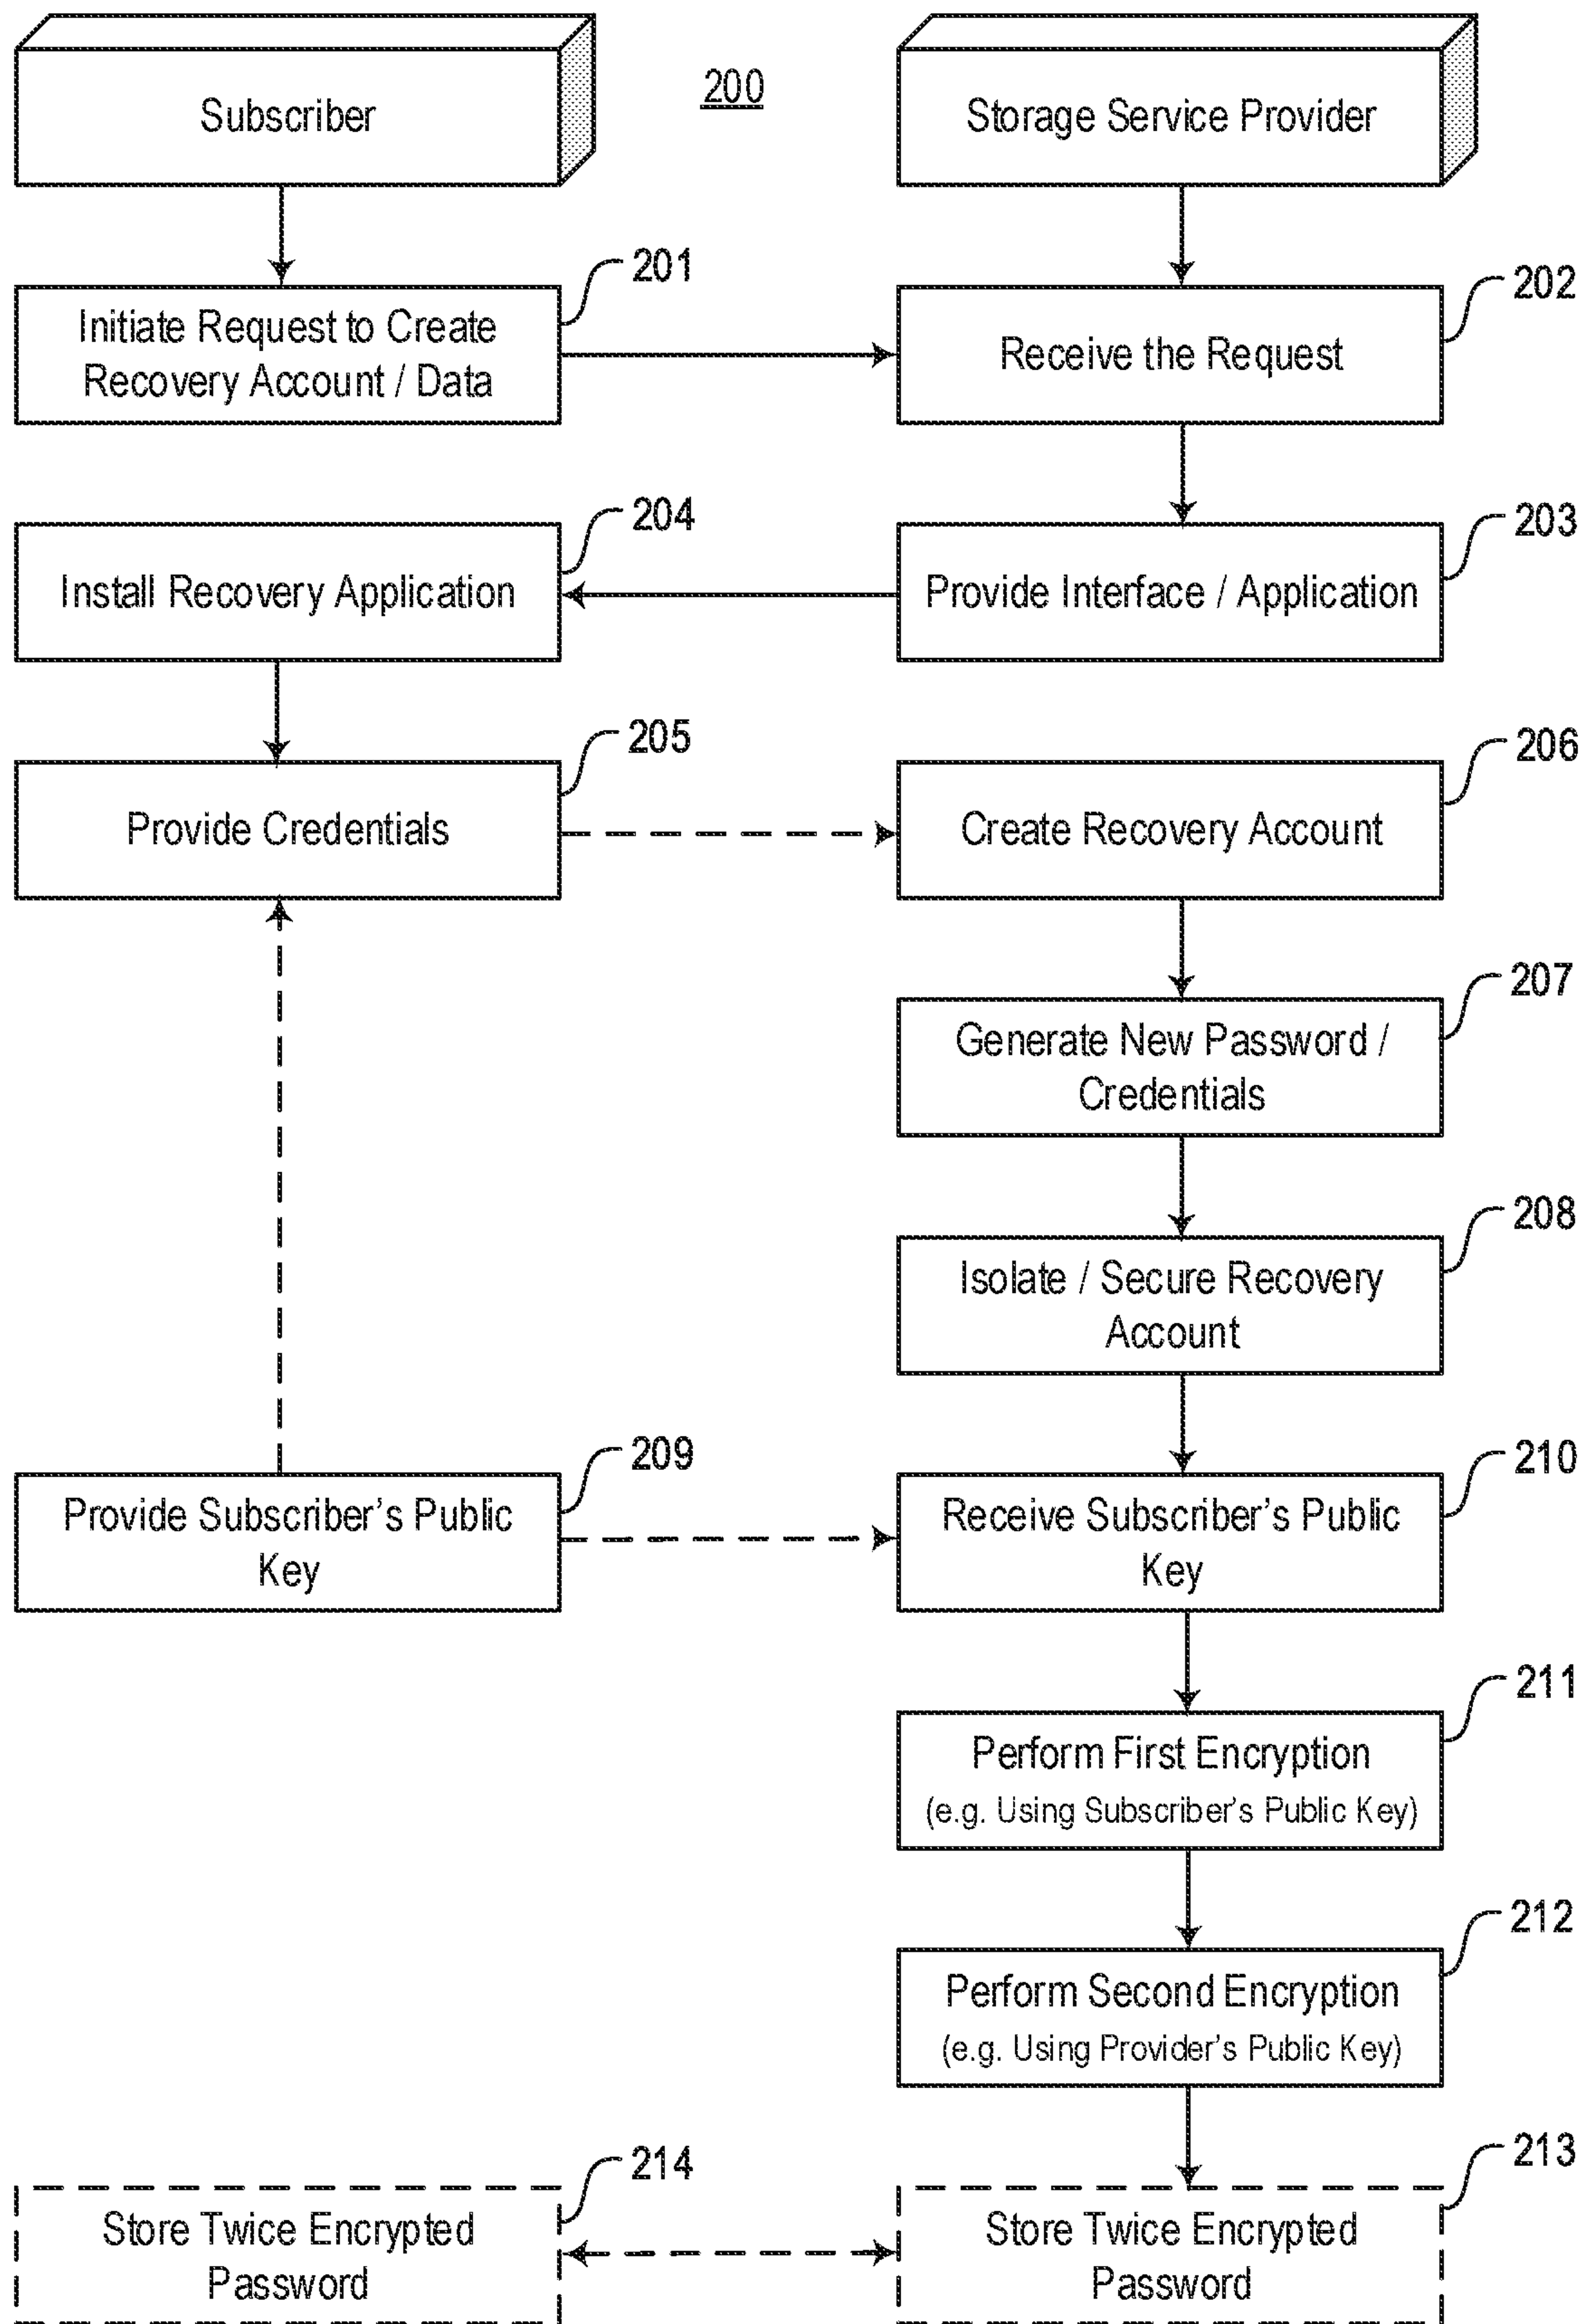 Subscriber
200
Storage Service Provider
201
Initiate Request to Create
Recovery Account / Data
202
Receive the Request
204
Install Recovery Application
203
Provide Interface / Application
205
Provide Credentials
206
Create Recovery Account
207
Generate New Password /
Credentials
208
Isolate / Secure Recovery
Account
209
Provide Subscriber's Public
Key
210
Receive Subscriber's Public
Key
211
Perform First Encryption
(e.g. Using Subscriber's Public Key)
212
Perform Second Encryption
(e.g. Using Provider's Public Key)
214
Store Twice Encrypted
Password
213
Store Twice Encrypted
Password